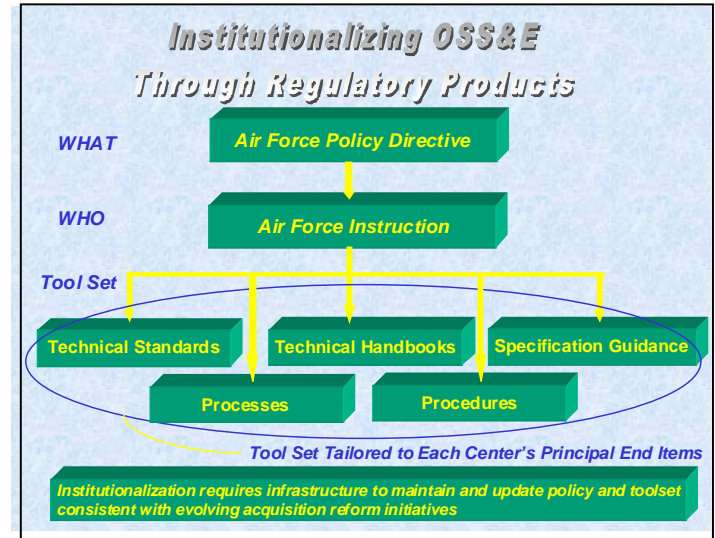 Institutionalizing OSS&E
Through Regulatory Products
WHAT
Air Force Policy Directive
WHO
Air Force Instruction
Tool Set
Technical Standards
Technical Handbooks
Specification Guidance
Processes
Procedures
Tool Set Tailored to Each Center's Principal End Items
Institutionalization requires infrastructure to maintain and update policy and toolset
consistent with evolving acquisition reform initiatives